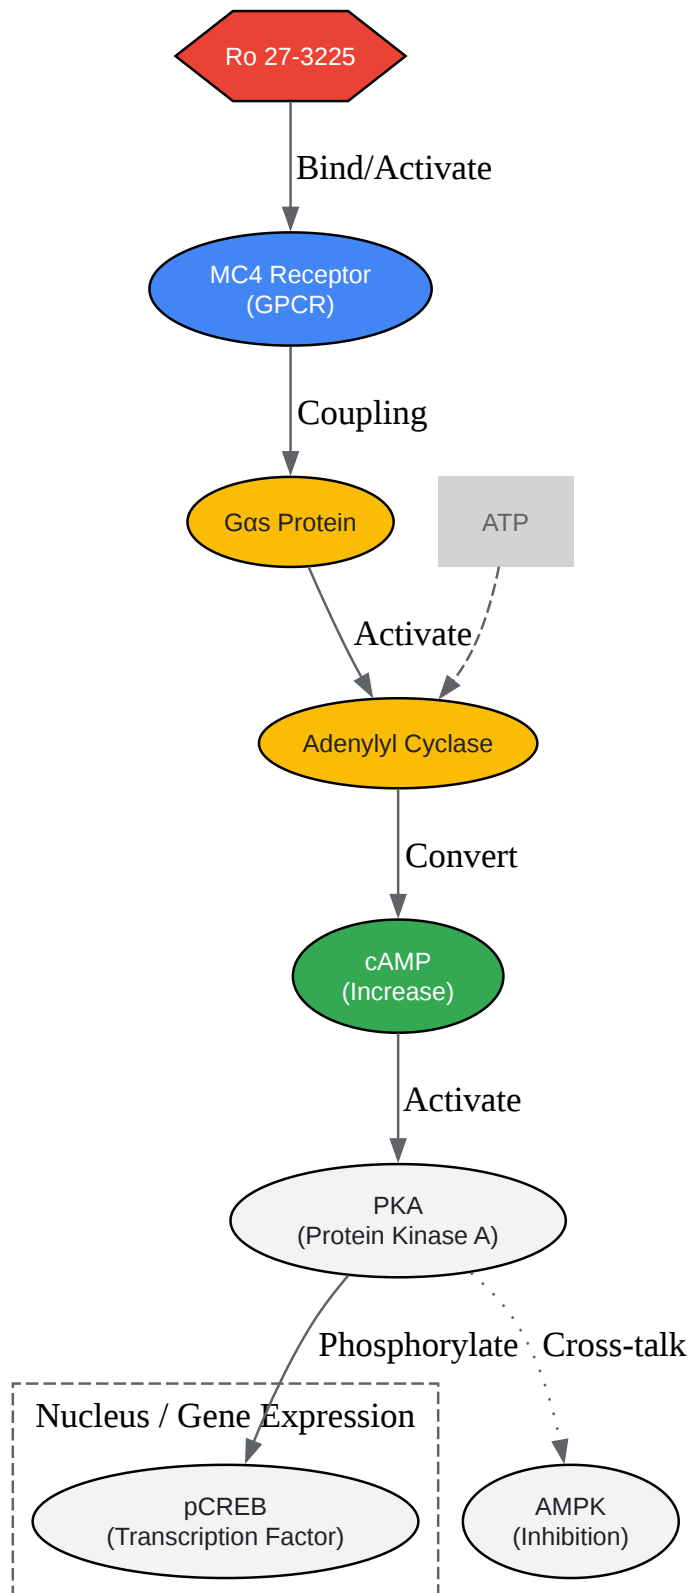 Ro 27-3225
Bind/Activate
MC4 Receptor
(GPCR)
Coupling
Gαs Protein
ATP
Activate
Adenylyl Cyclase
Convert
cAMP
(Increase)
Activate
PKA
(Protein Kinase A)
Phosphorylate
Cross-talk
Nucleus / Gene Expression
pCREB
(Transcription Factor)
AMPK
(Inhibition)